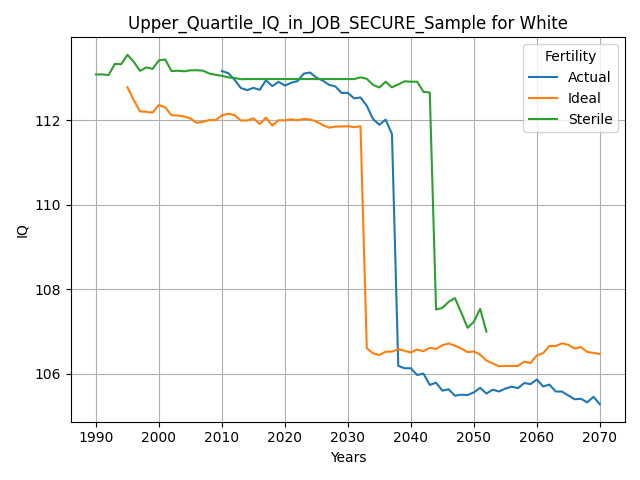 Upper_Quartile_IQ_in_JOB_SECURE_Sample for White
Fertility
Actual
Ideal
Sterile
IQ
112
110
108
106
1990
2000
2010
2020
2030
2040
2050
2060
2070
Years